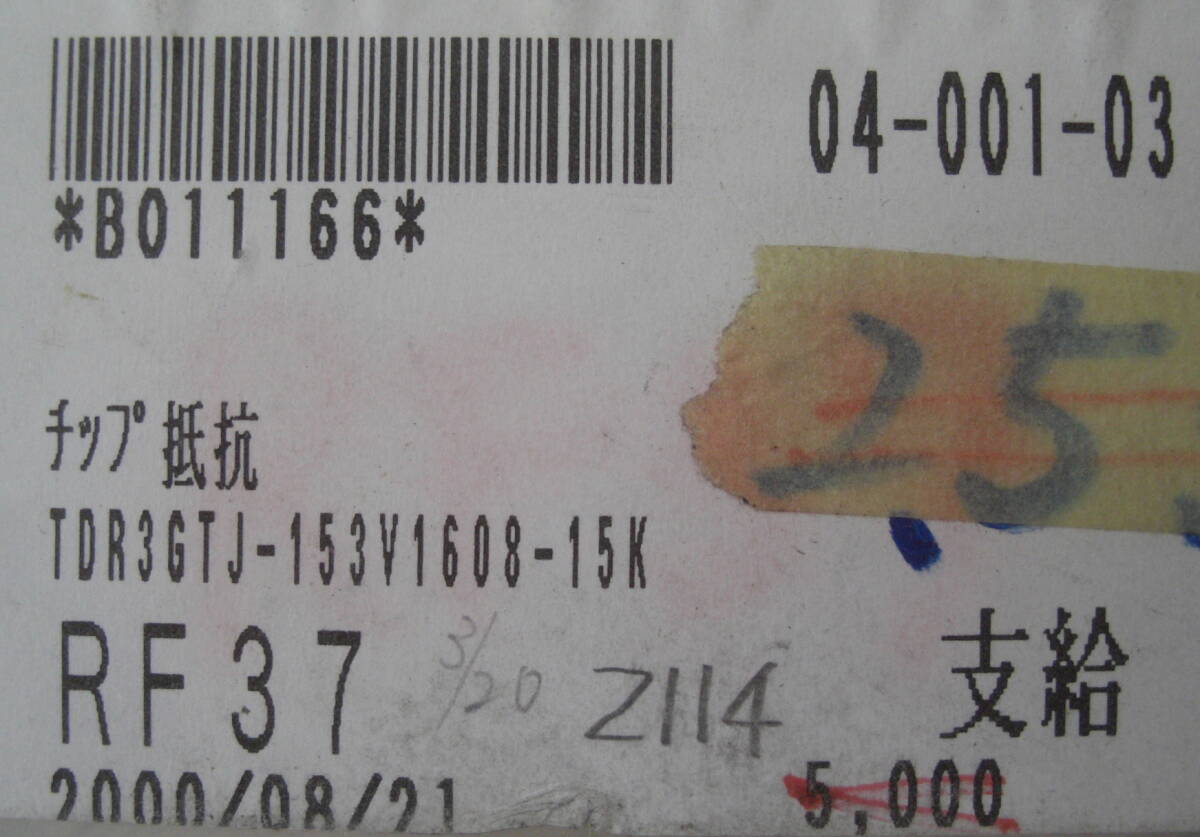 04-001-03
*B011166*
25
ﾁｯﾌﾟ抵抗
TDR3GTJ-153V1608-15K
RF37 3/20 2114 支給
2000/08/21 5,000